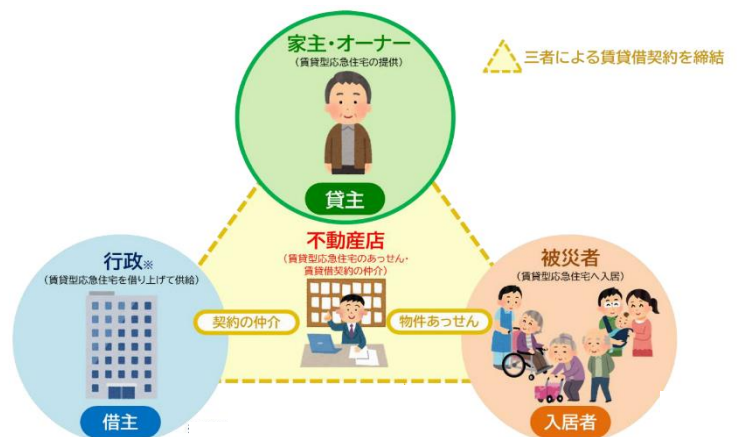 家主・オーナー
(賃貸型応急住宅の提供)
貸主
三者による賃貸借契約を締結
不動産店
(賃貸型応急住宅のあっせん・
賃貸借契約の仲介)
行政※
(賃貸型応急住宅を借り上げて供給)
契約の仲介
物件あっせん
借主
被災者
(賃貸型応急住宅へ入居)
入居者